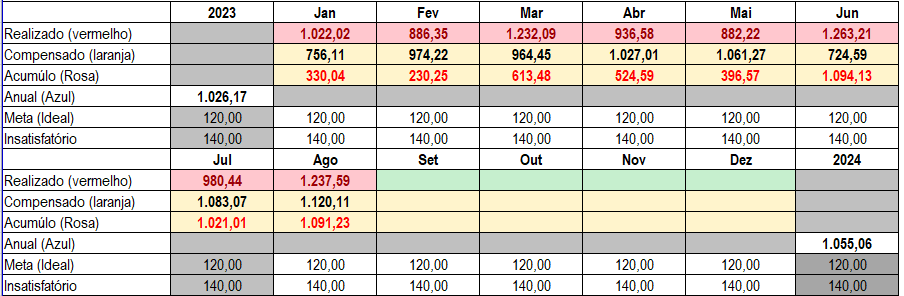 2023 Jan Fev Mar Abr Mai Jun
Realizado (vermelho) 1.022,02 886,35 1.232,09 936,58 882,22 1.263,21
Compensado (laranja) 756,11 974,22 964,45 1.027,01 1.061,27 724,59
Acumúlo (Rosa) 330,04 230,25 613,48 524,59 396,57 1.094,13
Anual (Azul) 1.026,17
Meta (Ideal) 120,00 120,00 120,00 120,00 120,00 120,00 120,00
Insatisfatório 140,00 140,00 140,00 140,00 140,00 140,00 140,00
Jul Ago Set Out Nov Dez 2024
Realizado (vermelho) 980,44 1.237,59
Compensado (laranja) 1.083,07 1.120,11
Acumúlo (Rosa) 1.021,01 1.091,23
Anual (Azul) 1.055,06
Meta (Ideal) 120,00 120,00 120,00 120,00 120,00 120,00 120,00
Insatisfatório 140,00 140,00 140,00 140,00 140,00 140,00 140,00